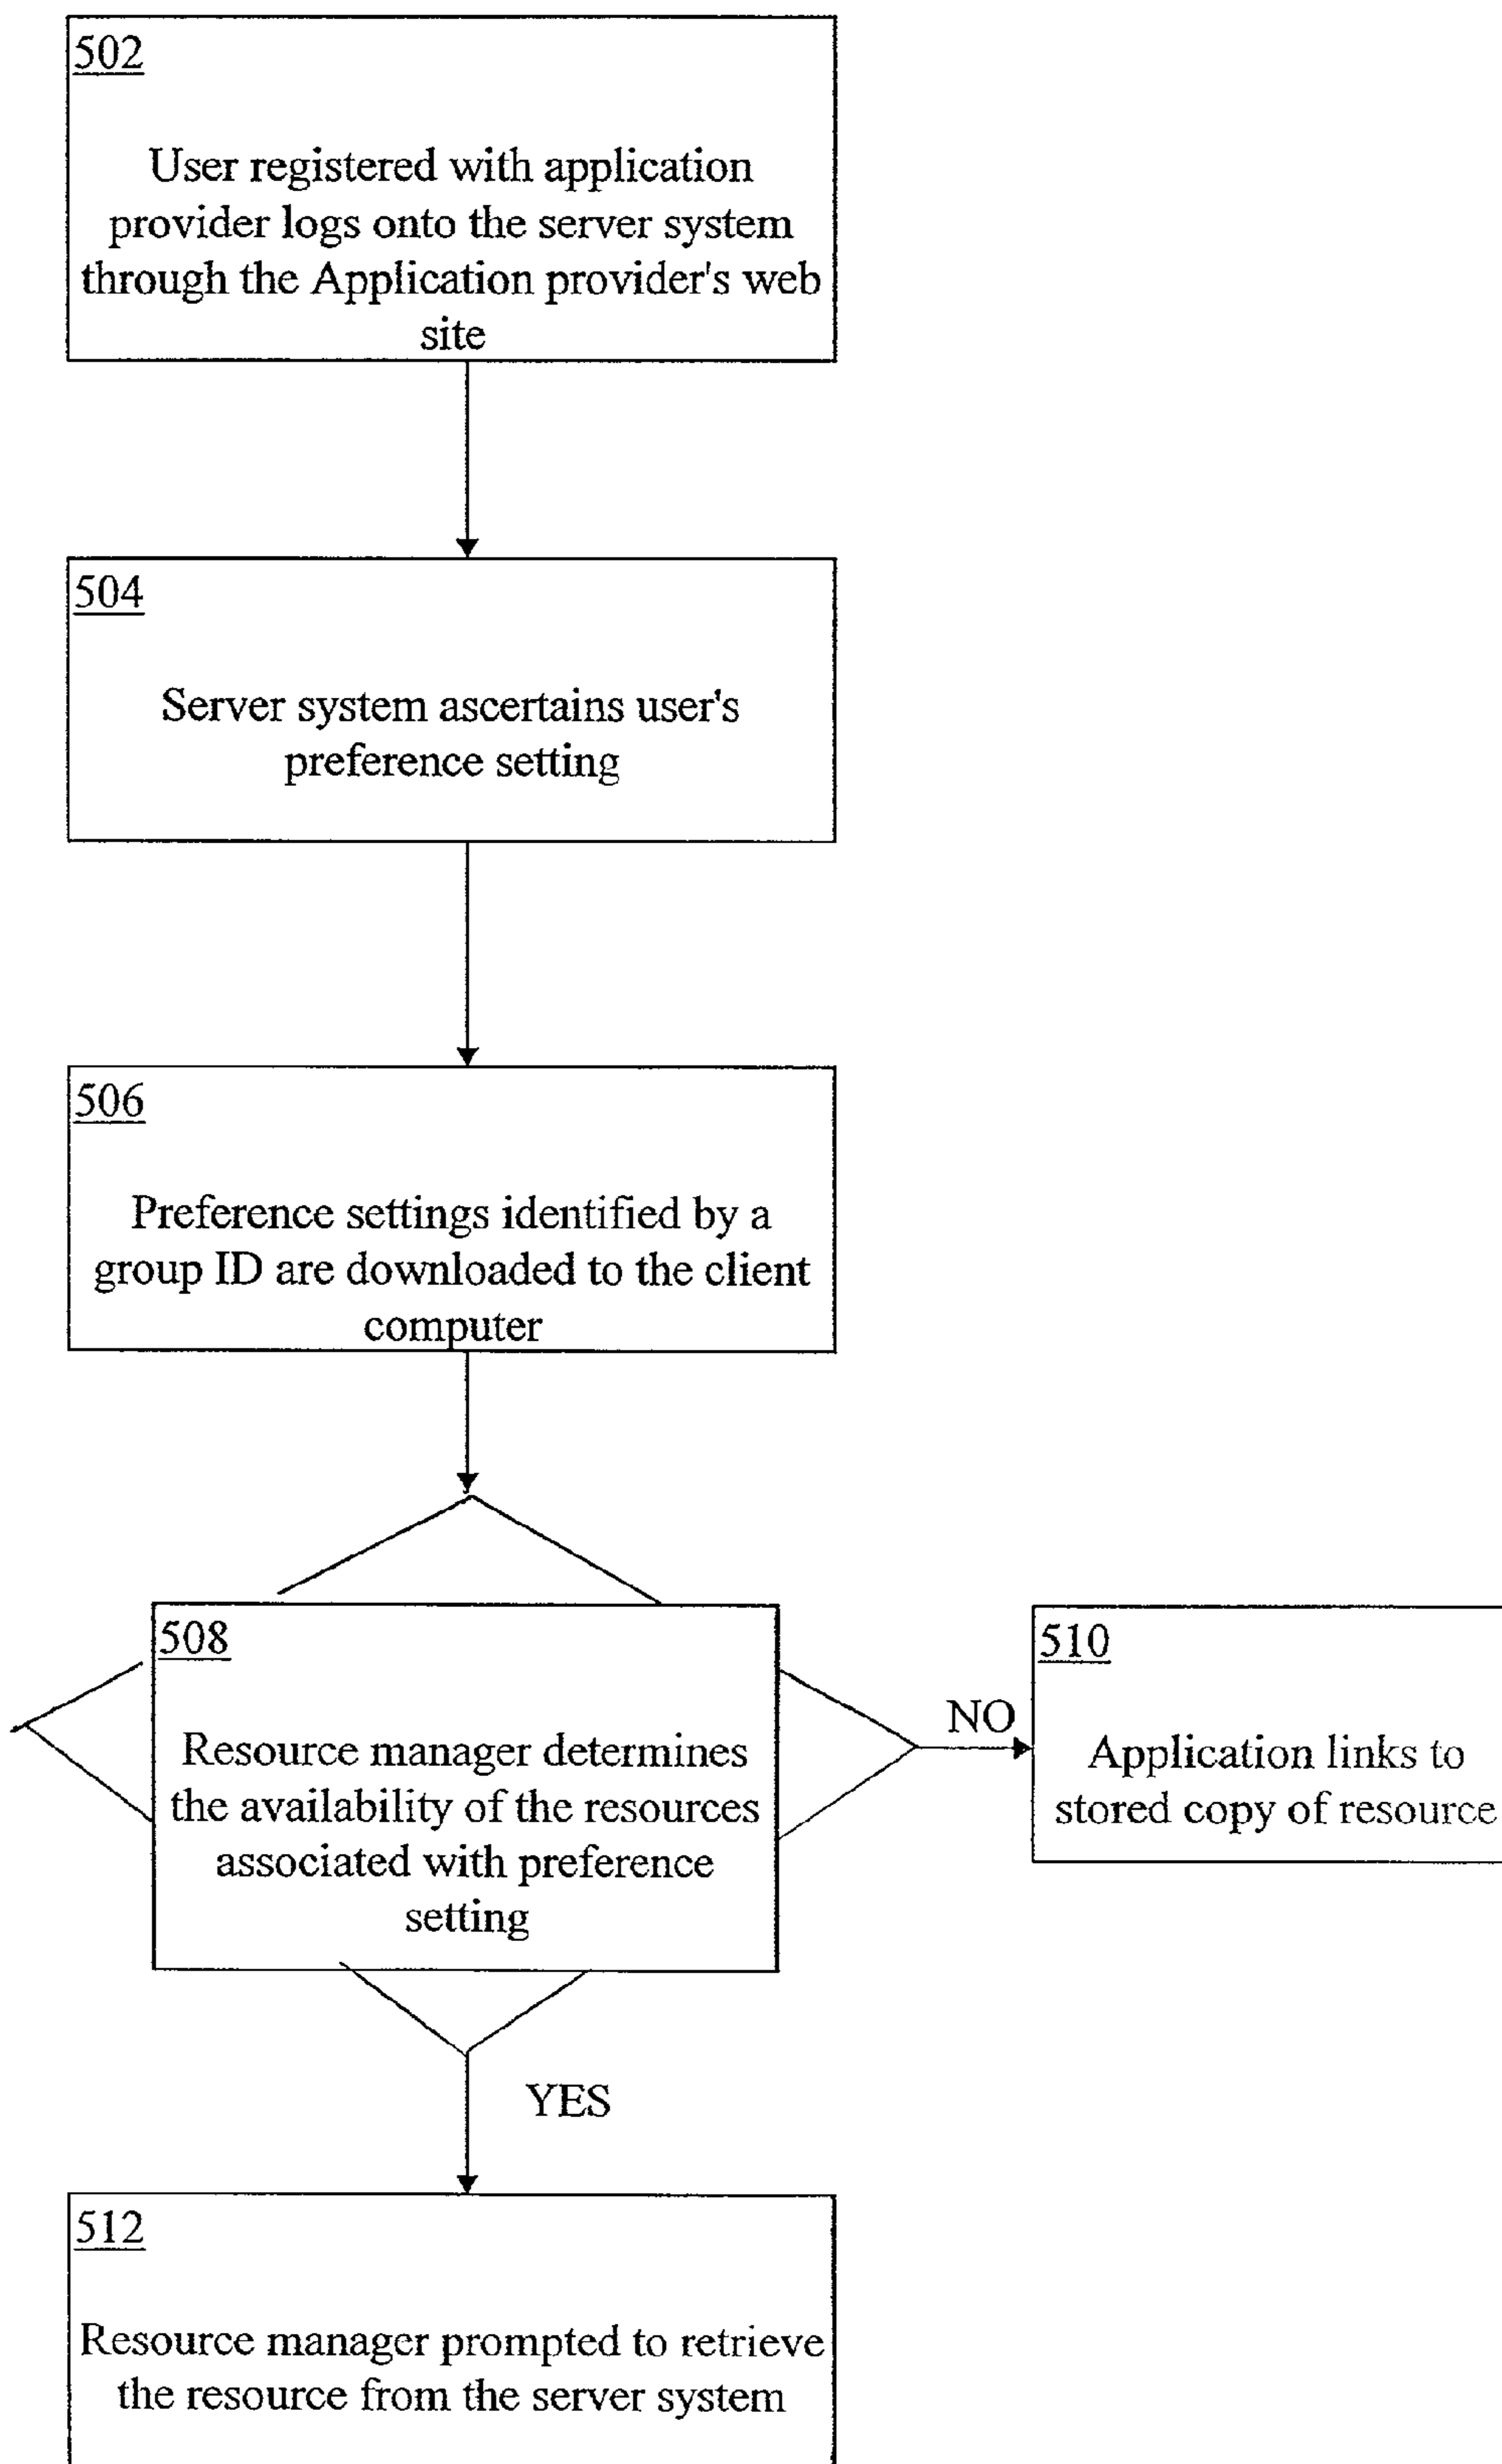 502
User registered with application
provider logs onto the server system
through the Application provider's web
site
504
Server system ascertains user's
preference setting
506
Preference settings identified by a
group ID are downloaded to the client
computer
508
Resource manager determines
the availability of the resources
associated with preference
setting
NO
510
Application links to
stored copy of resource
YES
512
Resource manager prompted to retrieve
the resource from the server system